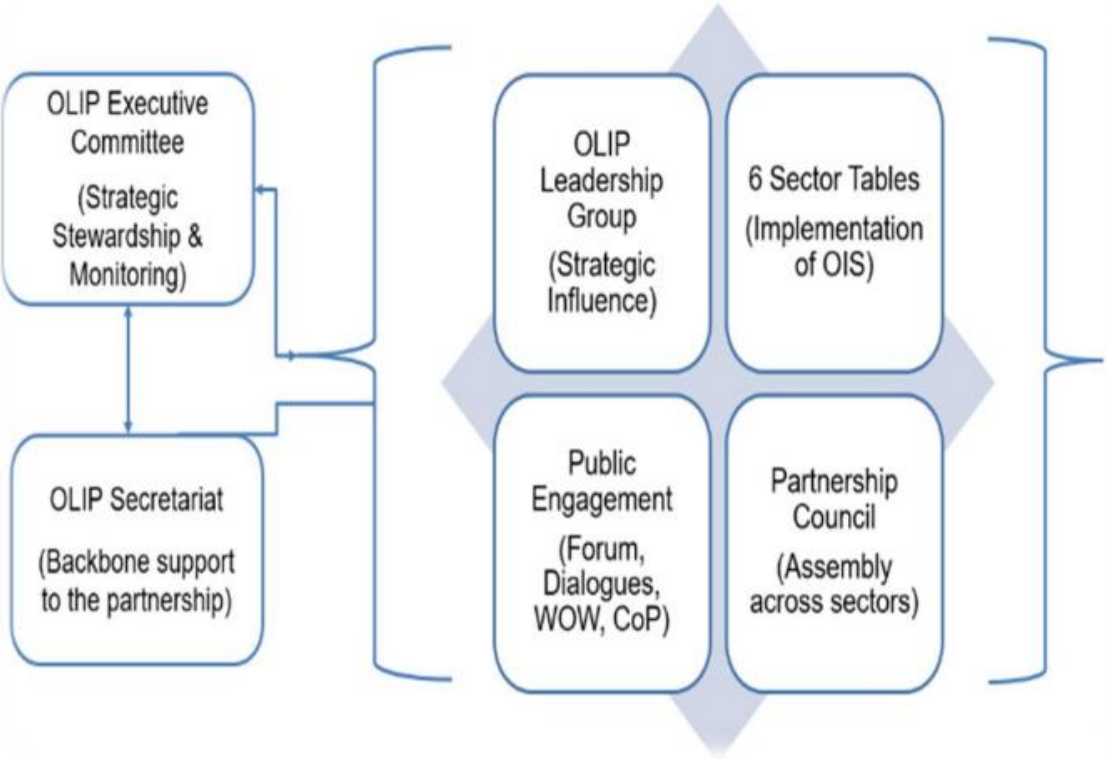 OLIP Executive
Committee
(Strategic
Stewardship &
Monitoring)
OLIP Secretariat
(Backbone support
to the partnership)
OLIP
Leadership
Group
(Strategic
Influence)
6 Sector Tables
(Implementation
of OIS)
Public
Engagement
(Forum,
Dialogues,
WOW, CoP)
Partnership
Council
(Assembly
across sectors)